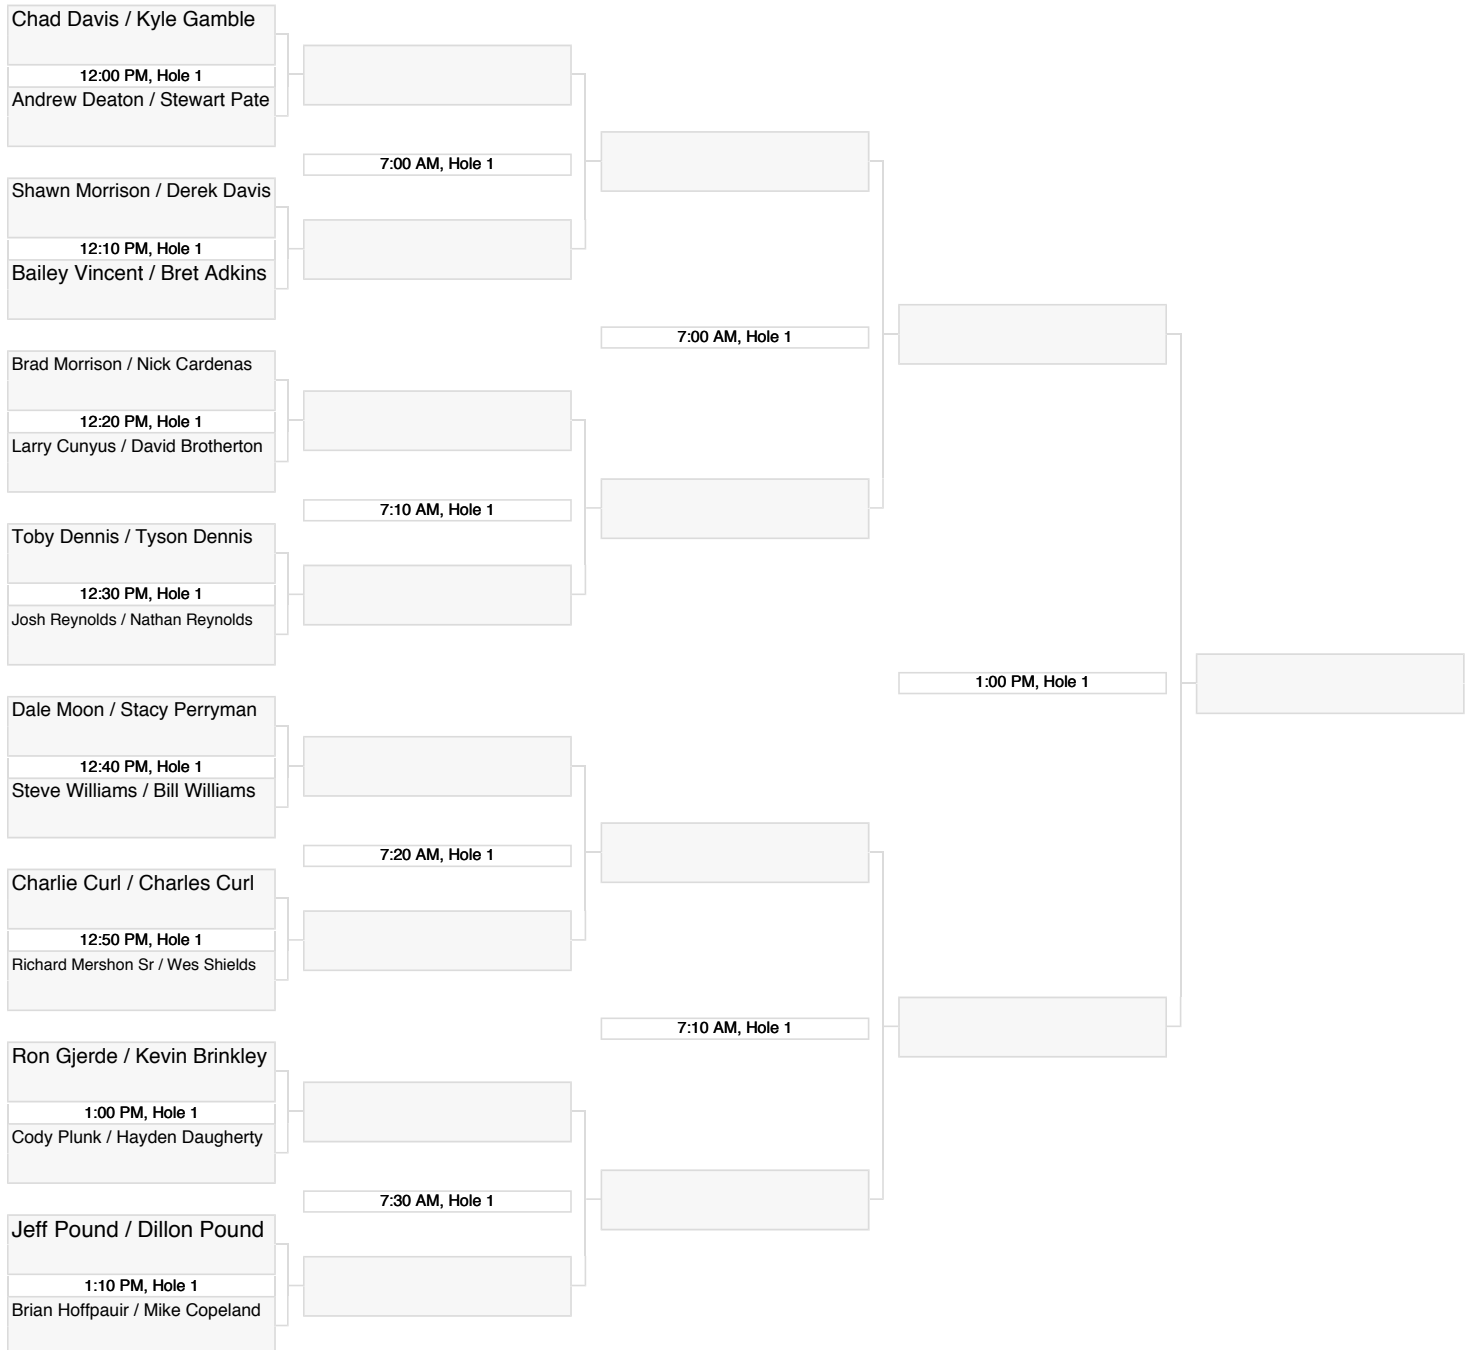 Chad Davis / Kyle Gamble
12:00 PM, Hole 1
Andrew Deaton / Stewart Pate
7:00 AM, Hole 1
Shawn Morrison / Derek Davis
12:10 PM, Hole 1
Bailey Vincent / Bret Adkins
7:00 AM, Hole 1
Brad Morrison / Nick Cardenas
12:20 PM, Hole 1
Larry Cunyus / David Brotherton
7:10 AM, Hole 1
Toby Dennis / Tyson Dennis
12:30 PM, Hole 1
Josh Reynolds / Nathan Reynolds
1:00 PM, Hole 1
Dale Moon / Stacy Perryman
12:40 PM, Hole 1
Steve Williams / Bill Williams
7:20 AM, Hole 1
Charlie Curl / Charles Curl
12:50 PM, Hole 1
Richard Mershon Sr / Wes Shields
7:10 AM, Hole 1
Ron Gjerde / Kevin Brinkley
1:00 PM, Hole 1
Cody Plunk / Hayden Daugherty
7:30 AM, Hole 1
Jeff Pound / Dillon Pound
1:10 PM, Hole 1
Brian Hoffpauir / Mike Copeland